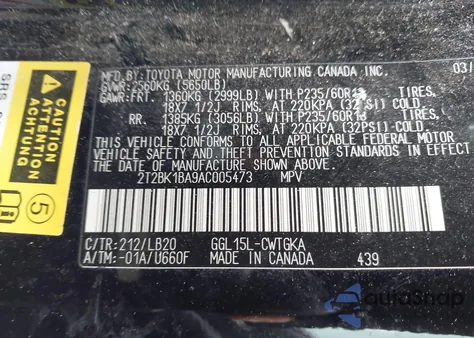 MFD. BY: TOYOTA MOTOR MANUFACTURING CANADA INC. 03/
GVWR: 2560KG (5650LB)
GAWR: FRT. 1360KG (2999LB) WITH P235/60R18 TIRES,
18X7 1/2J RIMS, AT 220KPA (32PSI) COLD
RR. 1385KG (3056LB) WITH P235/60R18 TIRES,
18X7 1/2J RIMS, AT 220KPA (32PSI) COLD
THIS VEHICLE CONFORMS TO ALL APPLICABLE FEDERAL MOTOR
VEHICLE SAFETY AND THEFT PREVENTION STANDARDS IN EFFECT ON
THE DATE OF MANUFACTURE SHOWN ABOVE.
2T2BK1BA9AC005473 MPV
C/TR: 212/LB20 GGL15L-CWTGKA
A/TM: -01A/U660F MADE IN CANADA 439
CAUTION
ATTENTION
5
SRS
AutoSnap